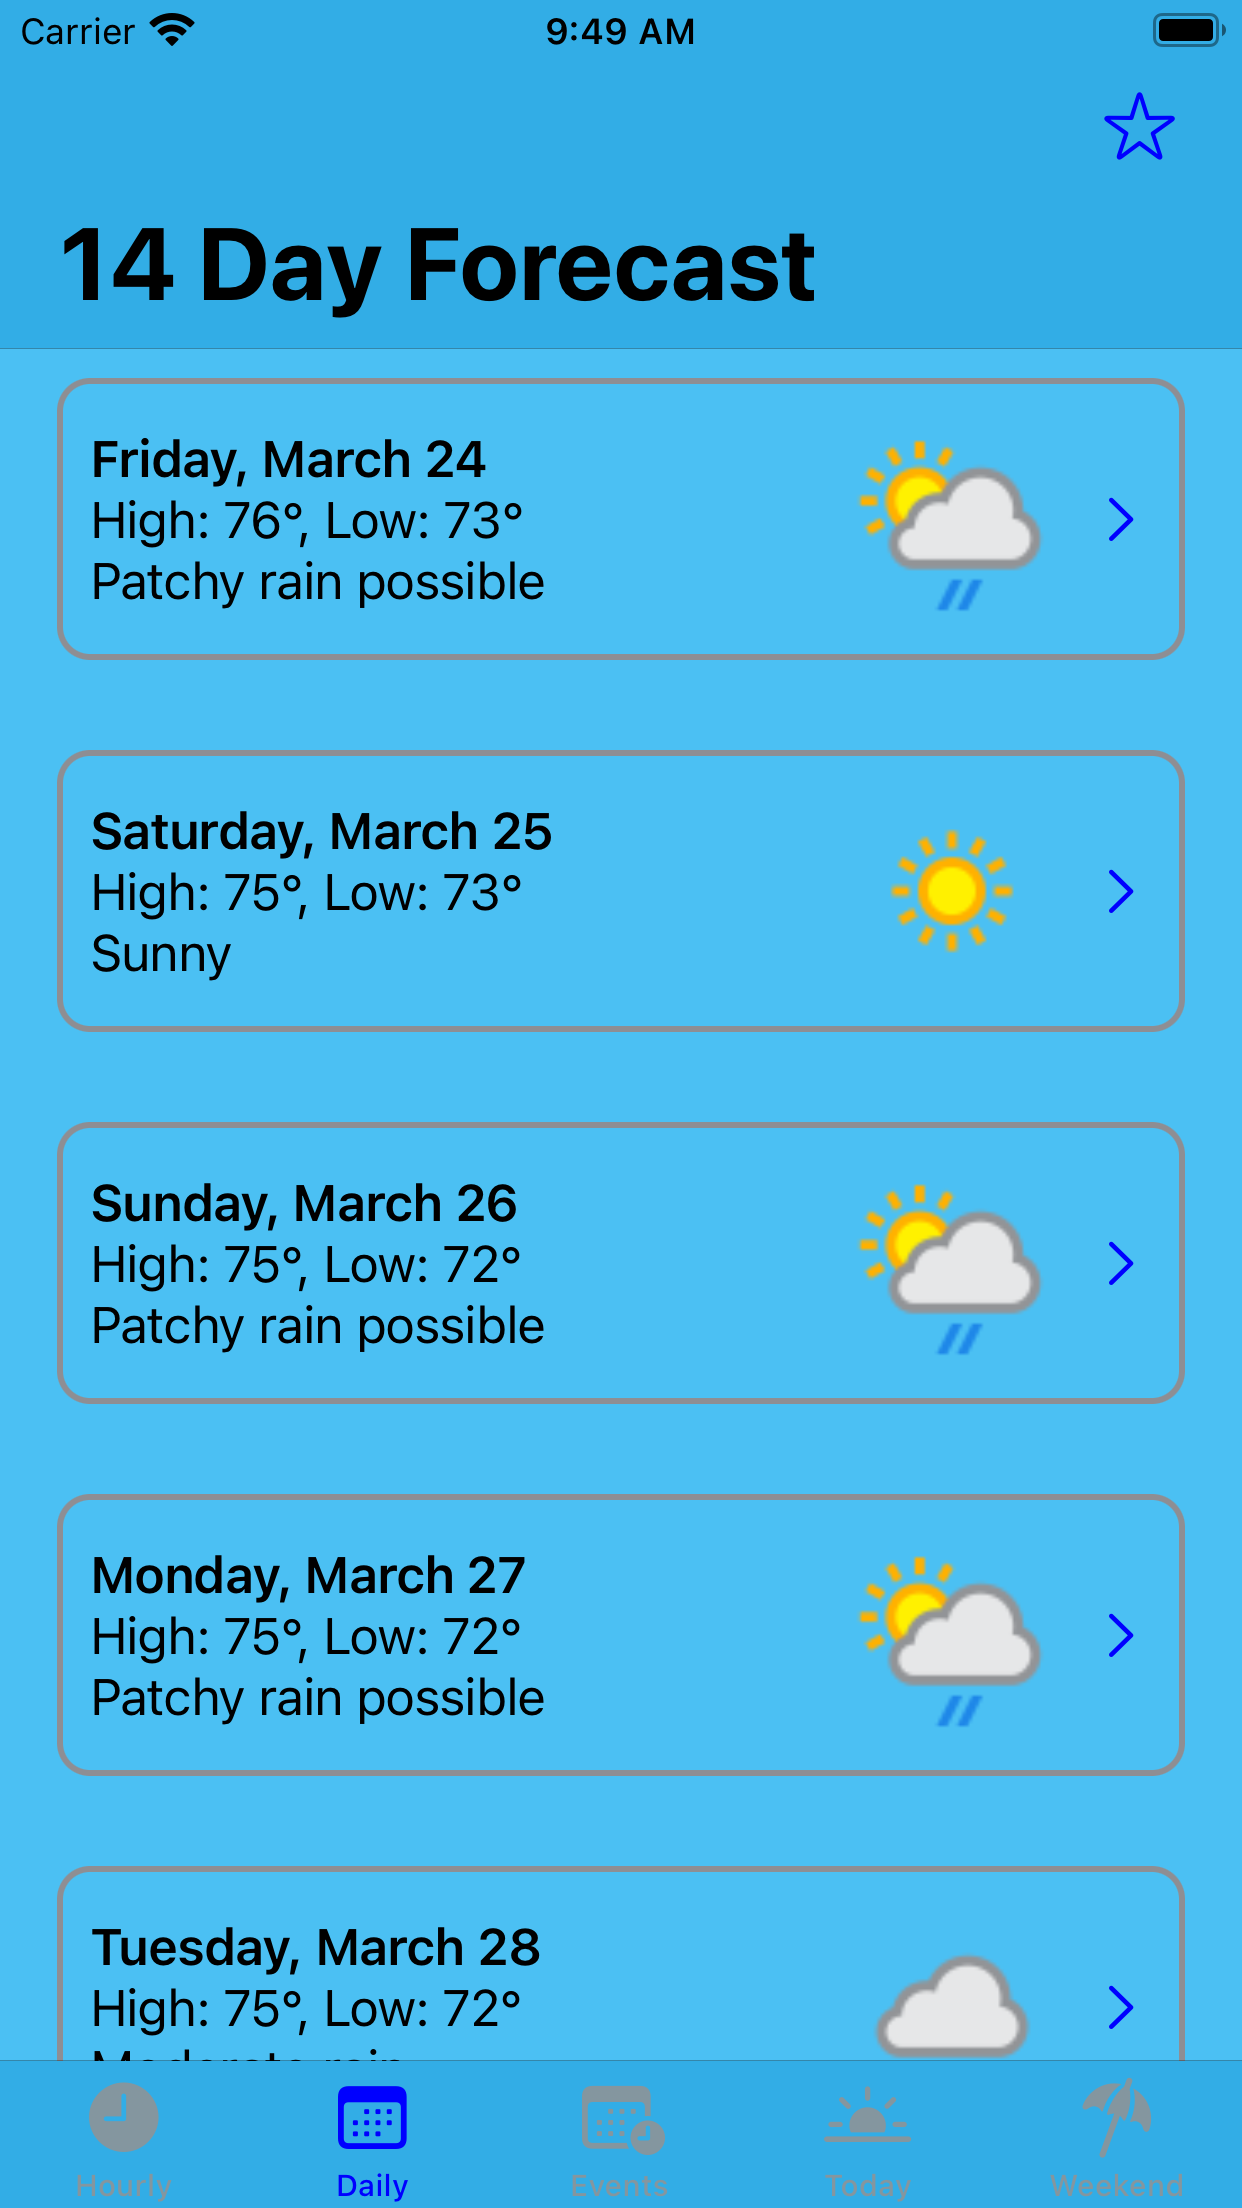 Carrier 9:49 AM
14 Day Forecast
Friday, March 24
High: 76°, Low: 73°
Patchy rain possible
Saturday, March 25
High: 75°, Low: 73°
Sunny
Sunday, March 26
High: 75°, Low: 72°
Patchy rain possible
Monday, March 27
High: 75°, Low: 72°
Patchy rain possible
Tuesday, March 28
High: 75°, Low: 72°
Moderate rain
Hourly Daily Events Today Weekend